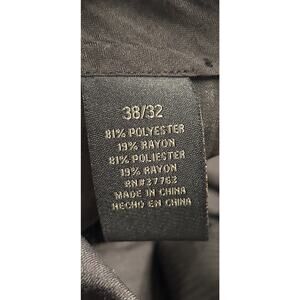 38/32
81% POLYESTER
19% RAYON
81% POLIESTER
19% RAYON
RN#37763
MADE IN CHINA
HECHO EN CHINA